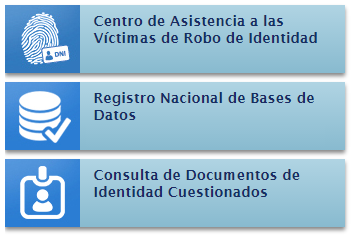 Centro de Asistencia a las
Víctimas de Robo de Identidad
DNI
Registro Nacional de Bases de
Datos
Consulta de Documentos de
Identidad Cuestionados